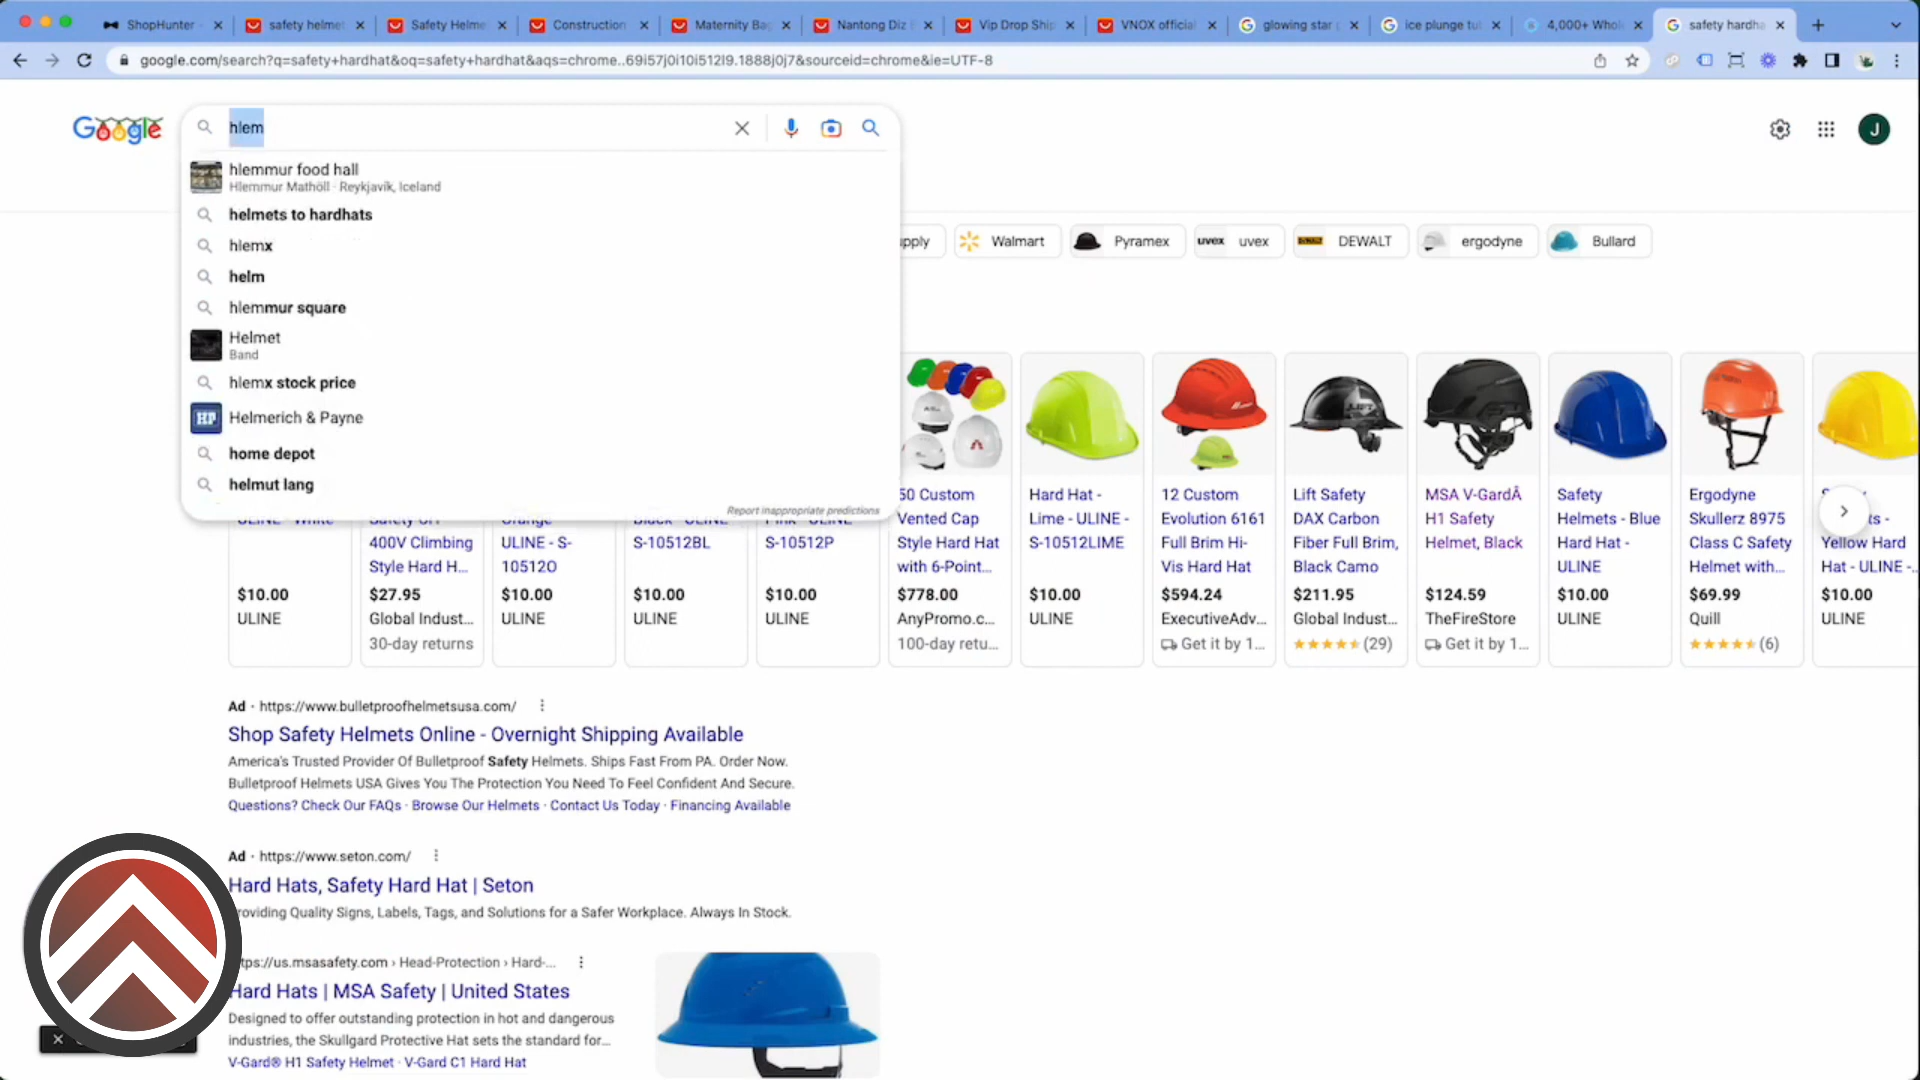 ShopHunter -
safety helmet
Safety Helme
Construction
Maternity Bag
Nantong Diz
Vip Drop Ship
VNOX official
glowing star
ice plunge tu
4,000+ Whol
safety hardha
google.com/search?q=safety+hardhat&oq=safety+hardhat&aqs=chrome..69i57j0i10i512l9.1888j0j7&sourceid=chrome&ie=UTF-8
Google
hlem
J
hlemmur food hall
Hlemmur Mathöll · Reykjavík, Iceland
helmets to hardhats
hlemx
helm
hlemmur square
Helmet
Band
hlemx stock price
HP Helmerich & Payne
home depot
helmut lang
Report inappropriate predictions
pply
Walmart
Pyramex
uvex uvex
DEWALT DEWALT
ergodyne
Bullard
ULINE - White
$10.00
ULINE
400V Climbing
Style Hard H...
$27.95
Global Indust...
30-day returns
Orange
ULINE - S-
10512O
$10.00
ULINE
Black - ULINE
S-10512BL
$10.00
ULINE
Pink - ULINE
S-10512P
$10.00
ULINE
50 Custom
Vented Cap
Style Hard Hat
with 6-Point...
$778.00
AnyPromo.c...
100-day retu...
Hard Hat -
Lime - ULINE -
S-10512LIME
$10.00
ULINE
12 Custom
Evolution 6161
Full Brim Hi-
Vis Hard Hat
$594.24
ExecutiveAdv...
Get it by 1...
Lift Safety
DAX Carbon
Fiber Full Brim,
Black Camo
$211.95
Global Indust...
(29)
MSA V-GardÂ
H1 Safety
Helmet, Black
$124.59
TheFireStore
Get it by 1...
Safety
Helmets - Blue
Hard Hat -
ULINE
$10.00
ULINE
Ergodyne
Skullerz 8975
Class C Safety
Helmet with...
$69.99
Quill
(6)
Yellow Hard
Hat - ULINE -...
$10.00
ULINE
Ad · https://www.bulletproofhelmetsusa.com/
Shop Safety Helmets Online - Overnight Shipping Available
America's Trusted Provider Of Bulletproof Safety Helmets. Ships Fast From PA. Order Now.
Bulletproof Helmets USA Gives You The Protection You Need To Feel Confident And Secure.
Questions? Check Our FAQs · Browse Our Helmets · Contact Us Today · Financing Available
Ad · https://www.seton.com/
Hard Hats, Safety Hard Hat | Seton
roviding Quality Signs, Labels, Tags, and Solutions for a Safer Workplace. Always In Stock.
tps://us.msasafety.com › Head-Protection › Hard-...
Hard Hats | MSA Safety | United States
Designed to offer outstanding protection in hot and dangerous
industries, the Skullgard Protective Hat sets the standard for...
V-Gard® H1 Safety Helmet · V-Gard C1 Hard Hat